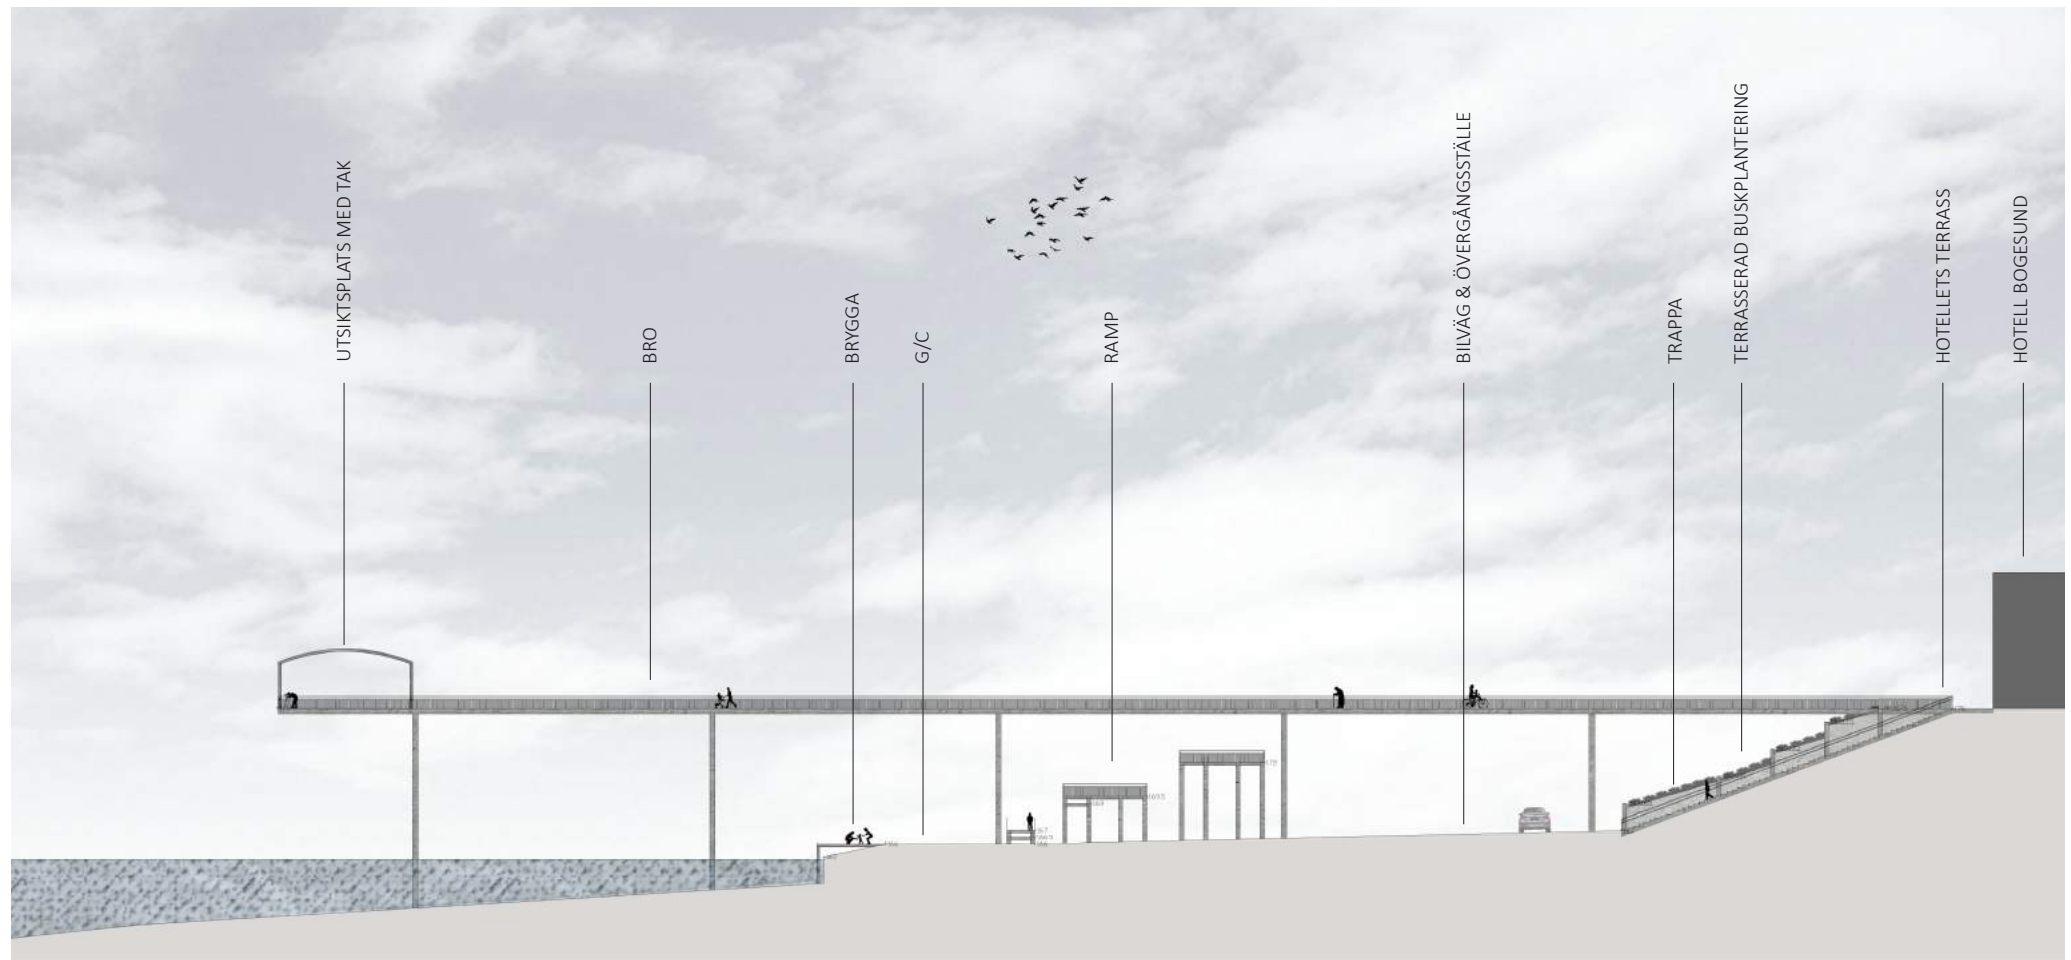 UTSIKTSPLATS MED TAK
BRO
BRYGGA
G/C
RAMP
BILVÄG & ÖVERGÅNGSSTÄLLE
TRAPPA
TERRASSERAD BUSKPLANTERING
HOTELLETS TERRASS
HOTELL BOGESUND